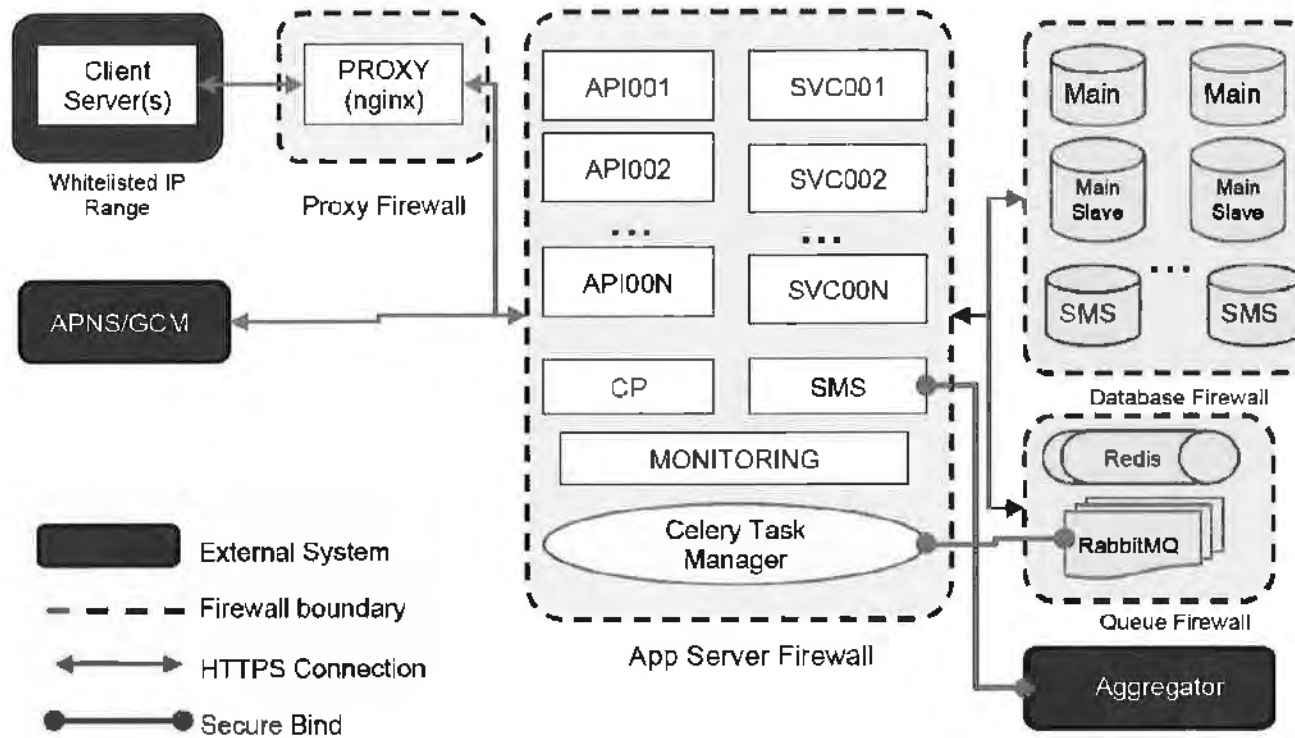 Client
Server(s)
Whitelisted IP
Range
PROXY
(nginx)
Proxy Firewall
APNS/GCM
API001
SVC001
API002
SVC002
...
...
API00N
SVC00N
CP
SMS
MONITORING
Celery Task
Manager
App Server Firewall
Main
Main
Main
Slave
Main
Slave
...
SMS
SMS
Database Firewall
Redis
RabbitMQ
Queue Firewall
Aggregator
External System
Firewall boundary
HTTPS Connection
Secure Bind